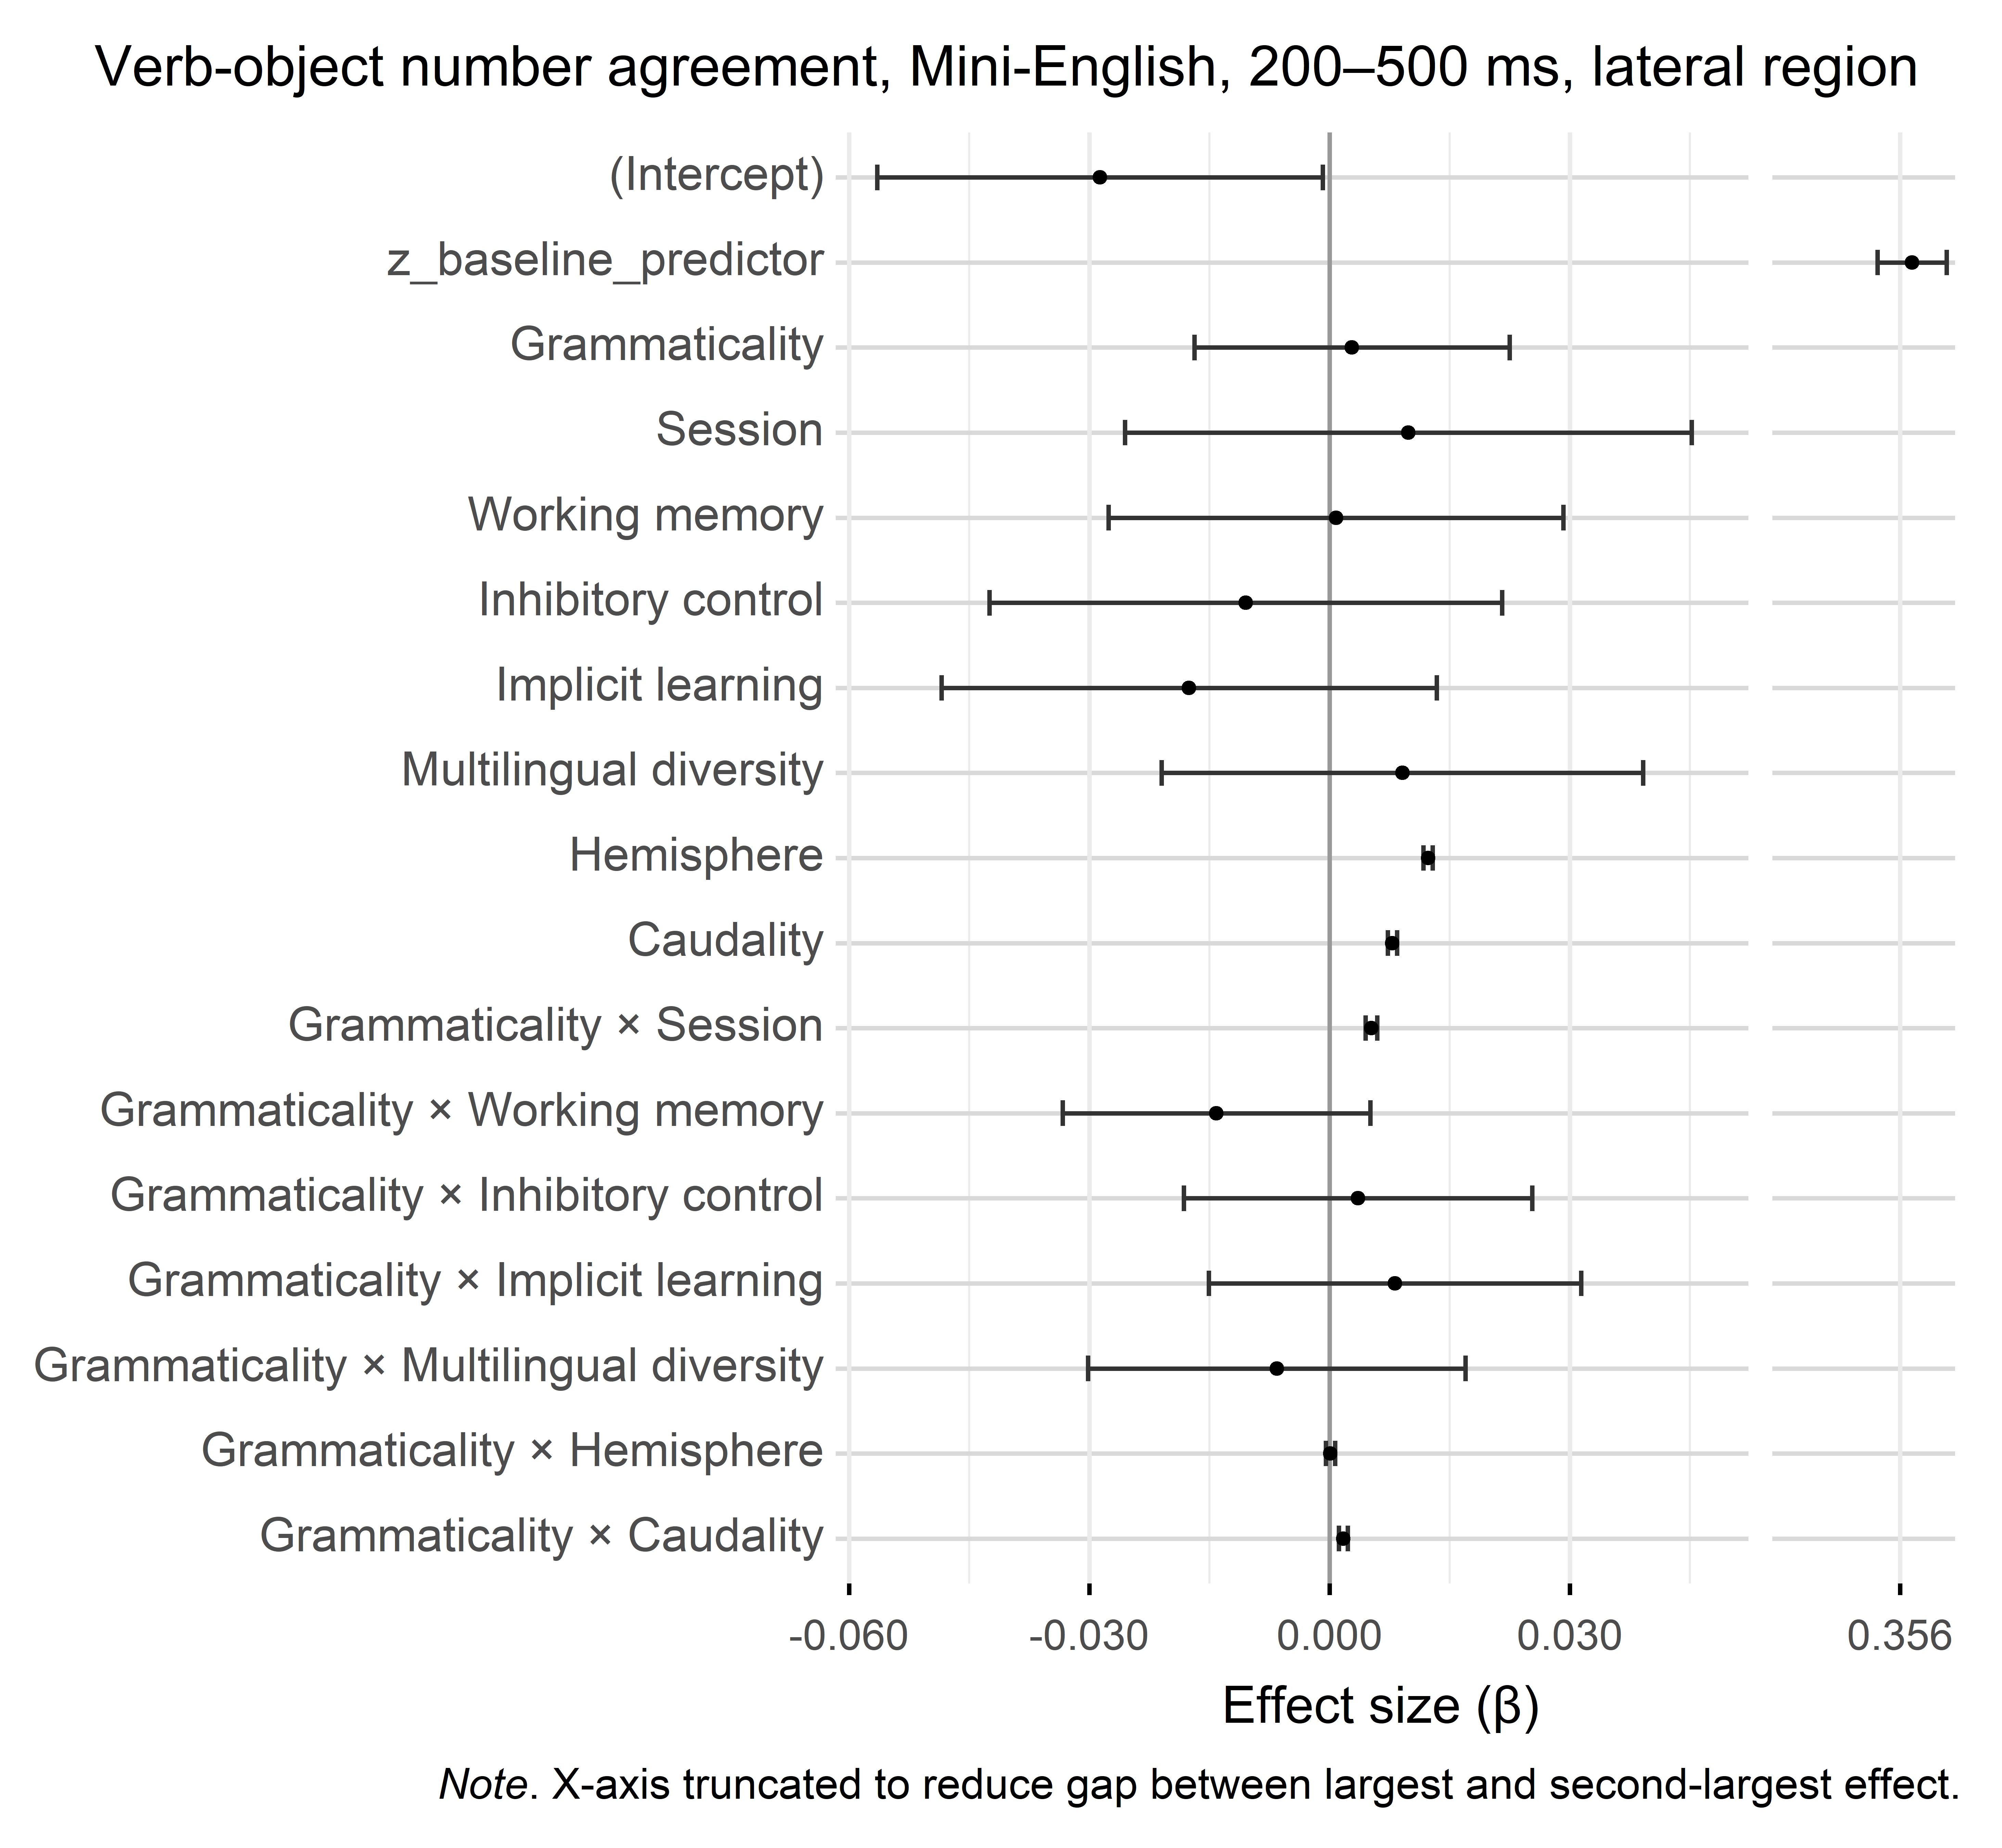 Verb-object number agreement, Mini-English, 200–500 ms, lateral region
(Intercept)
z_baseline_predictor
Grammaticality
Session
Working memory
Inhibitory control
Implicit learning
Multilingual diversity
Hemisphere
Caudality
Grammaticality × Session
Grammaticality × Working memory
Grammaticality × Inhibitory control
Grammaticality × Implicit learning
Grammaticality × Multilingual diversity
Grammaticality × Hemisphere
Grammaticality × Caudality
-0.060 -0.030 0.000 0.030 0.356
Effect size (β)
Note. X-axis truncated to reduce gap between largest and second-largest effect.